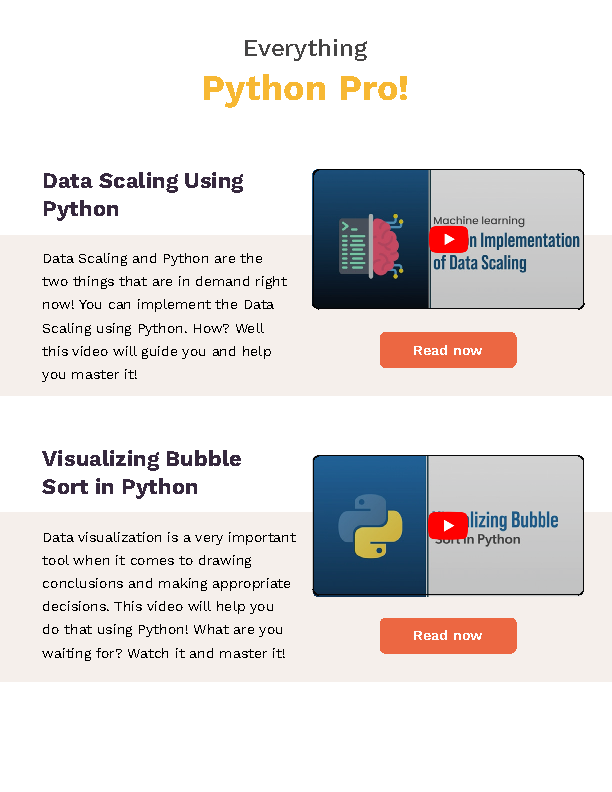 Everything
Python Pro!
Data Scaling Using
Python
Data Scaling and Python are the
two things that are in demand right
now! You can implement the Data
Scaling using Python. How? Well
this video will guide you and help
you master it!
Machine learning
n Implementation
of Data Scaling
Read now
Visualizing Bubble
Sort in Python
Data visualization is a very important
tool when it comes to drawing
conclusions and making appropriate
decisions. This video will help you
do that using Python! What are you
waiting for? Watch it and master it!
lizing Bubble
Sort in Python
Read now